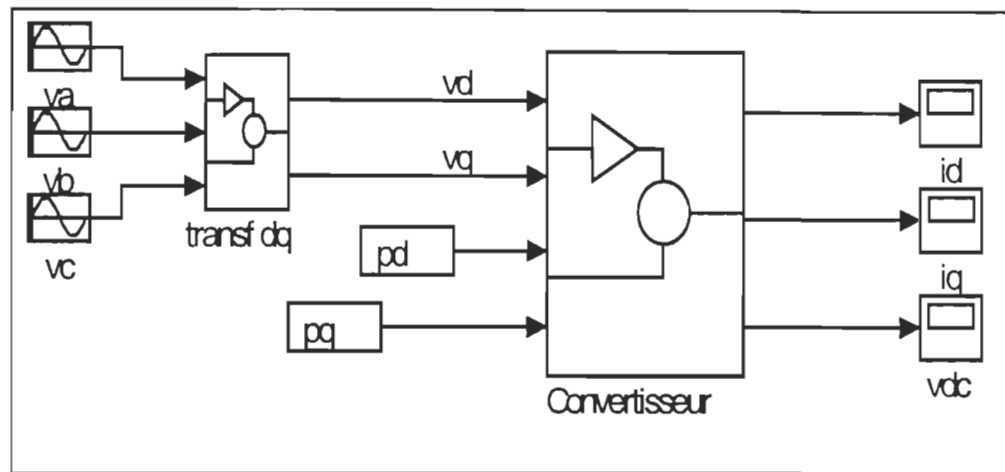 va
vb
vc
transf dq
vd
vq
pd
pq
Convertisseur
id
iq
vdc